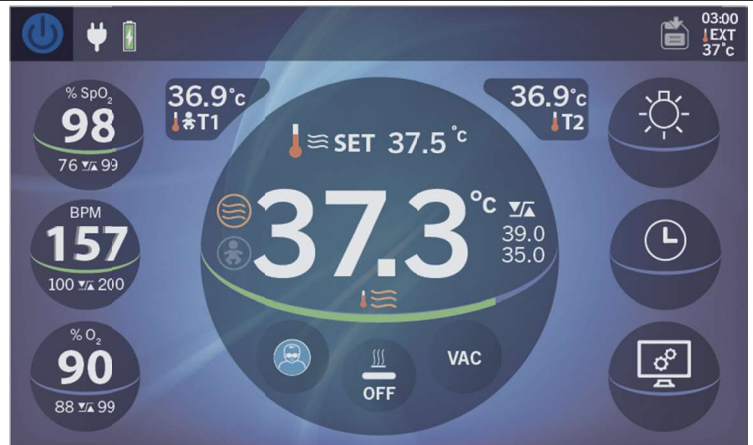 03:00
EXT
37°c
% SpO₂
98
76 99
36.9°c
T1
36.9°c
T2
SET 37.5°c
BPM
157
100 200
37.3°c
39.0
35.0
% O₂
90
88 99
OFF
VAC